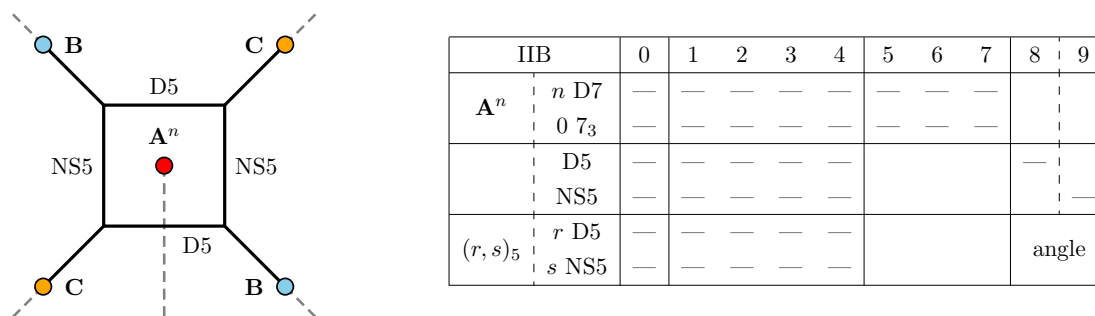 B
C
D5
A^n
NS5
NS5
D5
C
B
IIB 0 1 2 3 4 5 6 7 8 9
A^n n D7 — — — — — — — —
0 7_3 — — — — — — — —
D5 — — — — — —
NS5 — — — — — —
(r, s)_5 r D5 — — — — — angle
s NS5 — — — — —